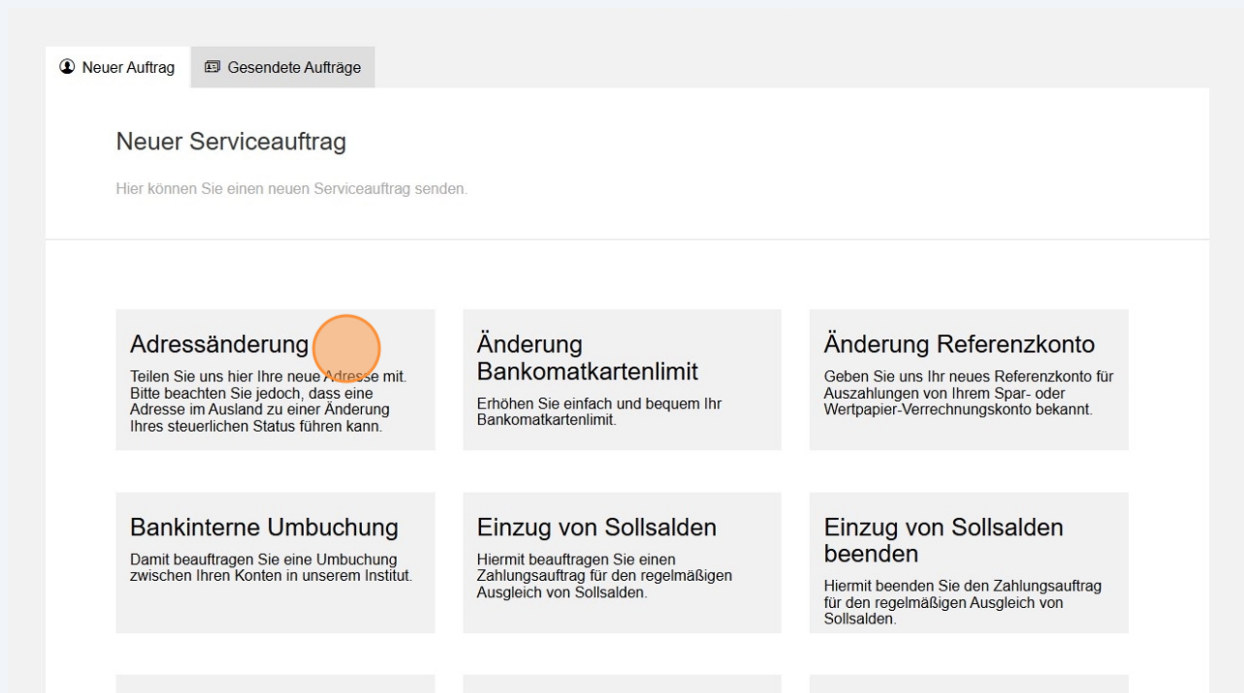 Neuer Auftrag
Gesendete Aufträge
Neuer Serviceauftrag
Hier können Sie einen neuen Serviceauftrag senden.
Adressänderung
Teilen Sie uns hier Ihre neue Adresse mit.
Bitte beachten Sie jedoch, dass eine
Adresse im Ausland zu einer Änderung
Ihres steuerlichen Status führen kann.
Änderung
Bankomatkartenlimit
Erhöhen Sie einfach und bequem Ihr
Bankomatkartenlimit.
Änderung Referenzkonto
Geben Sie uns Ihr neues Referenzkonto für
Auszahlungen von Ihrem Spar- oder
Wertpapier-Verrechnungskonto bekannt.
Bankinterne Umbuchung
Damit beauftragen Sie eine Umbuchung
zwischen Ihren Konten in unserem Institut.
Einzug von Sollsalden
Hiermit beauftragen Sie einen
Zahlungsauftrag für den regelmäßigen
Ausgleich von Sollsalden.
Einzug von Sollsalden
beenden
Hiermit beenden Sie den Zahlungsauftrag
für den regelmäßigen Ausgleich von
Sollsalden.